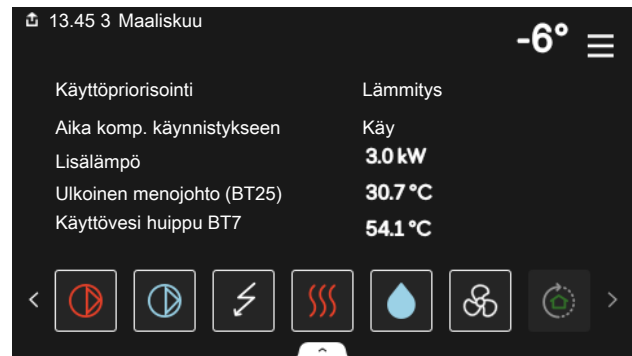 13.45 3 Maaliskuu
-6°
Käyttöpriorisointi Lämmitys
Aika komp. käynnistykseen Käy
Lisälämpö 3.0 kW
Ulkoinen menojohto (BT25) 30.7 °C
Käyttövesi huippu BT7 54.1 °C